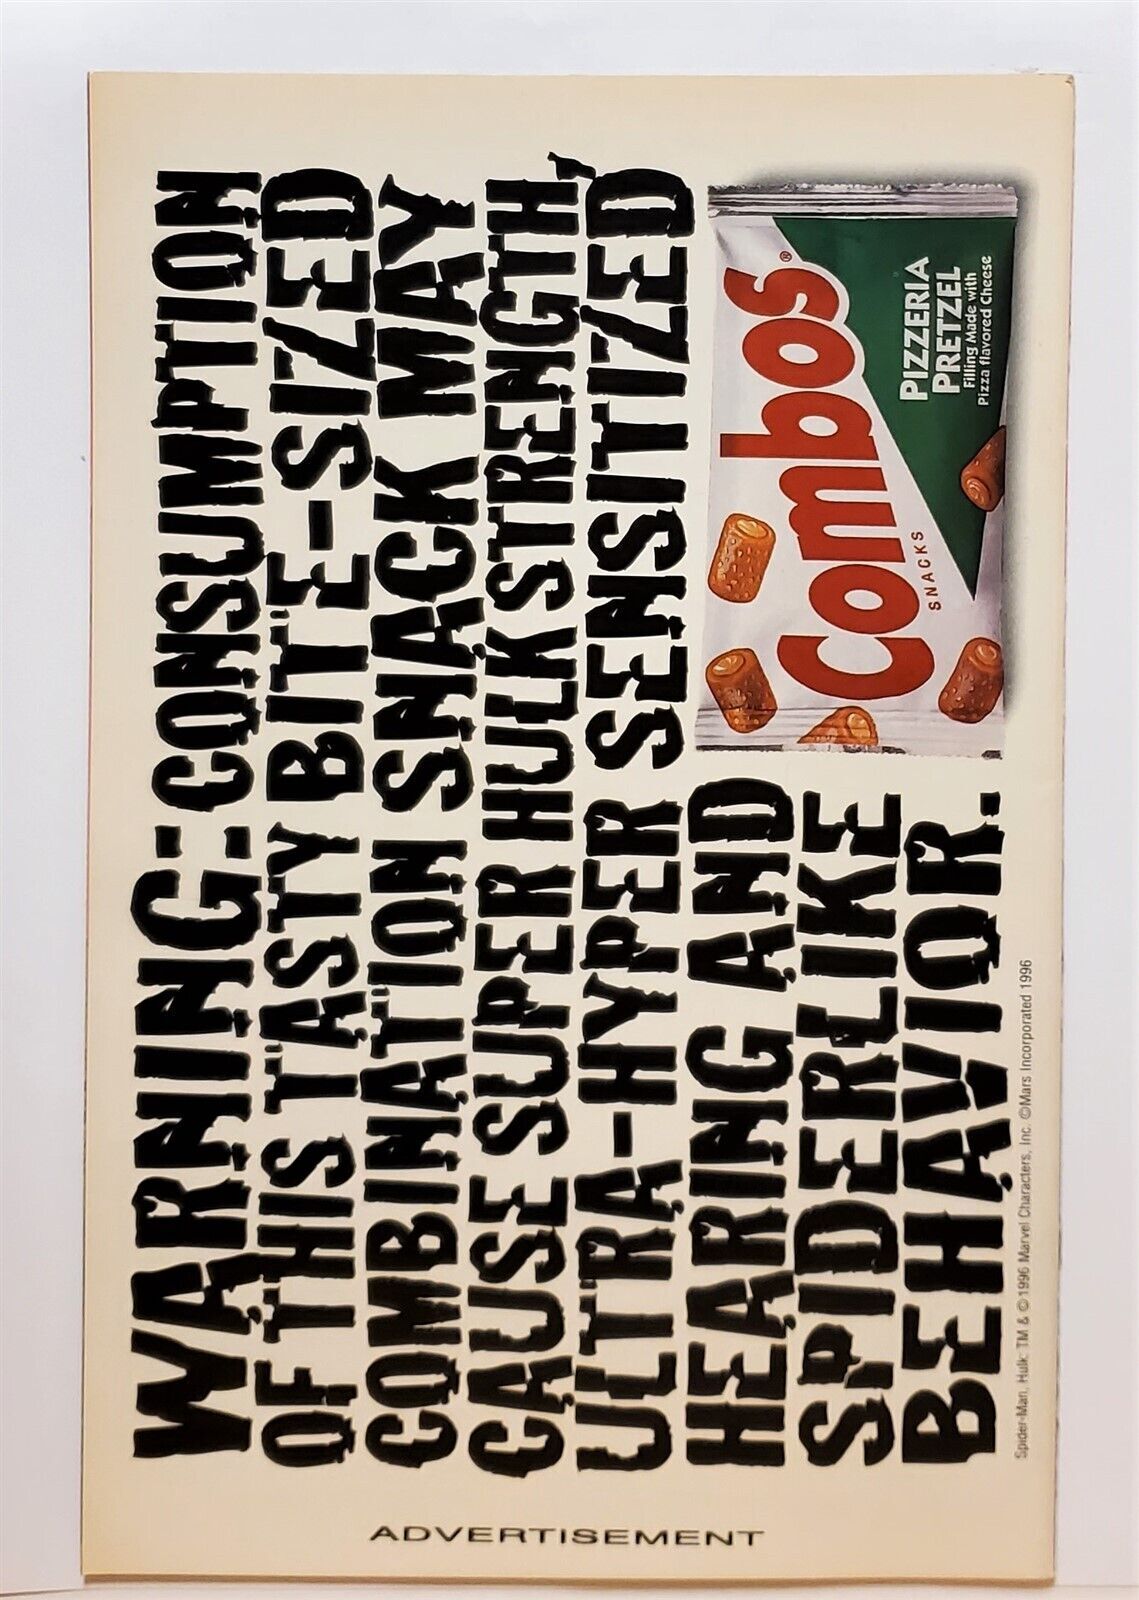 WARNING: CONSUMPTION
OF THIS TASTY BITE-SIZED
COMBINATION SNACK MAY
CAUSE SUPER HULK STRENGTH,
ULTRA-HYPER SENSITIZED
HEARING AND
SPIDERLIKE
BEHAVIOR.
Combos®
SNACKS
PIZZERIA
PRETZEL
Filling Made with
Pizza flavored Cheese
Spider-Man, Hulk: TM & © 1996 Marvel Characters, Inc. ©Mars Incorporated 1996
ADVERTISEMENT